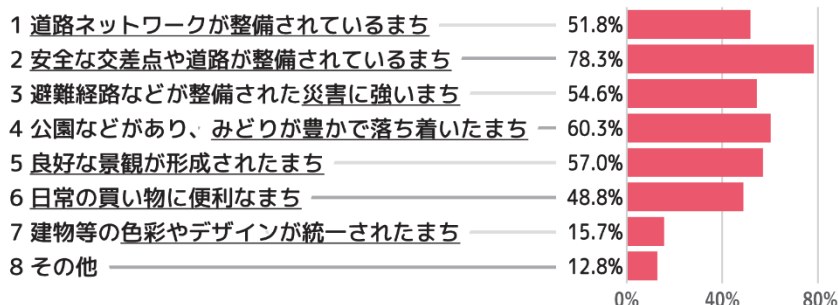 1 道路ネットワークが整備されているまち 51.8%
2 安全な交差点や道路が整備されているまち 78.3%
3 避難経路などが整備された災害に強いまち 54.6%
4 公園などがあり、みどりが豊かで落ち着いたまち 60.3%
5 良好な景観が形成されたまち 57.0%
6 日常の買い物に便利なまち 48.8%
7 建物等の色彩やデザインが統一されたまち 15.7%
8 その他 12.8%
0% 40% 80%